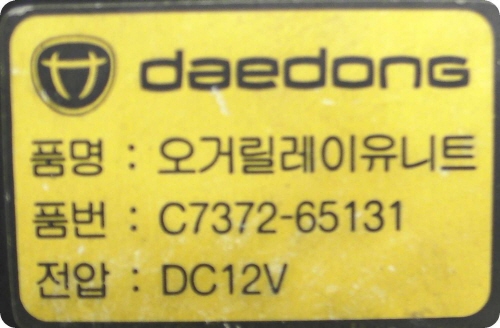 daedong
품명 : 오거릴레이유니트
품번 : C7372-65131
전압 : DC12V